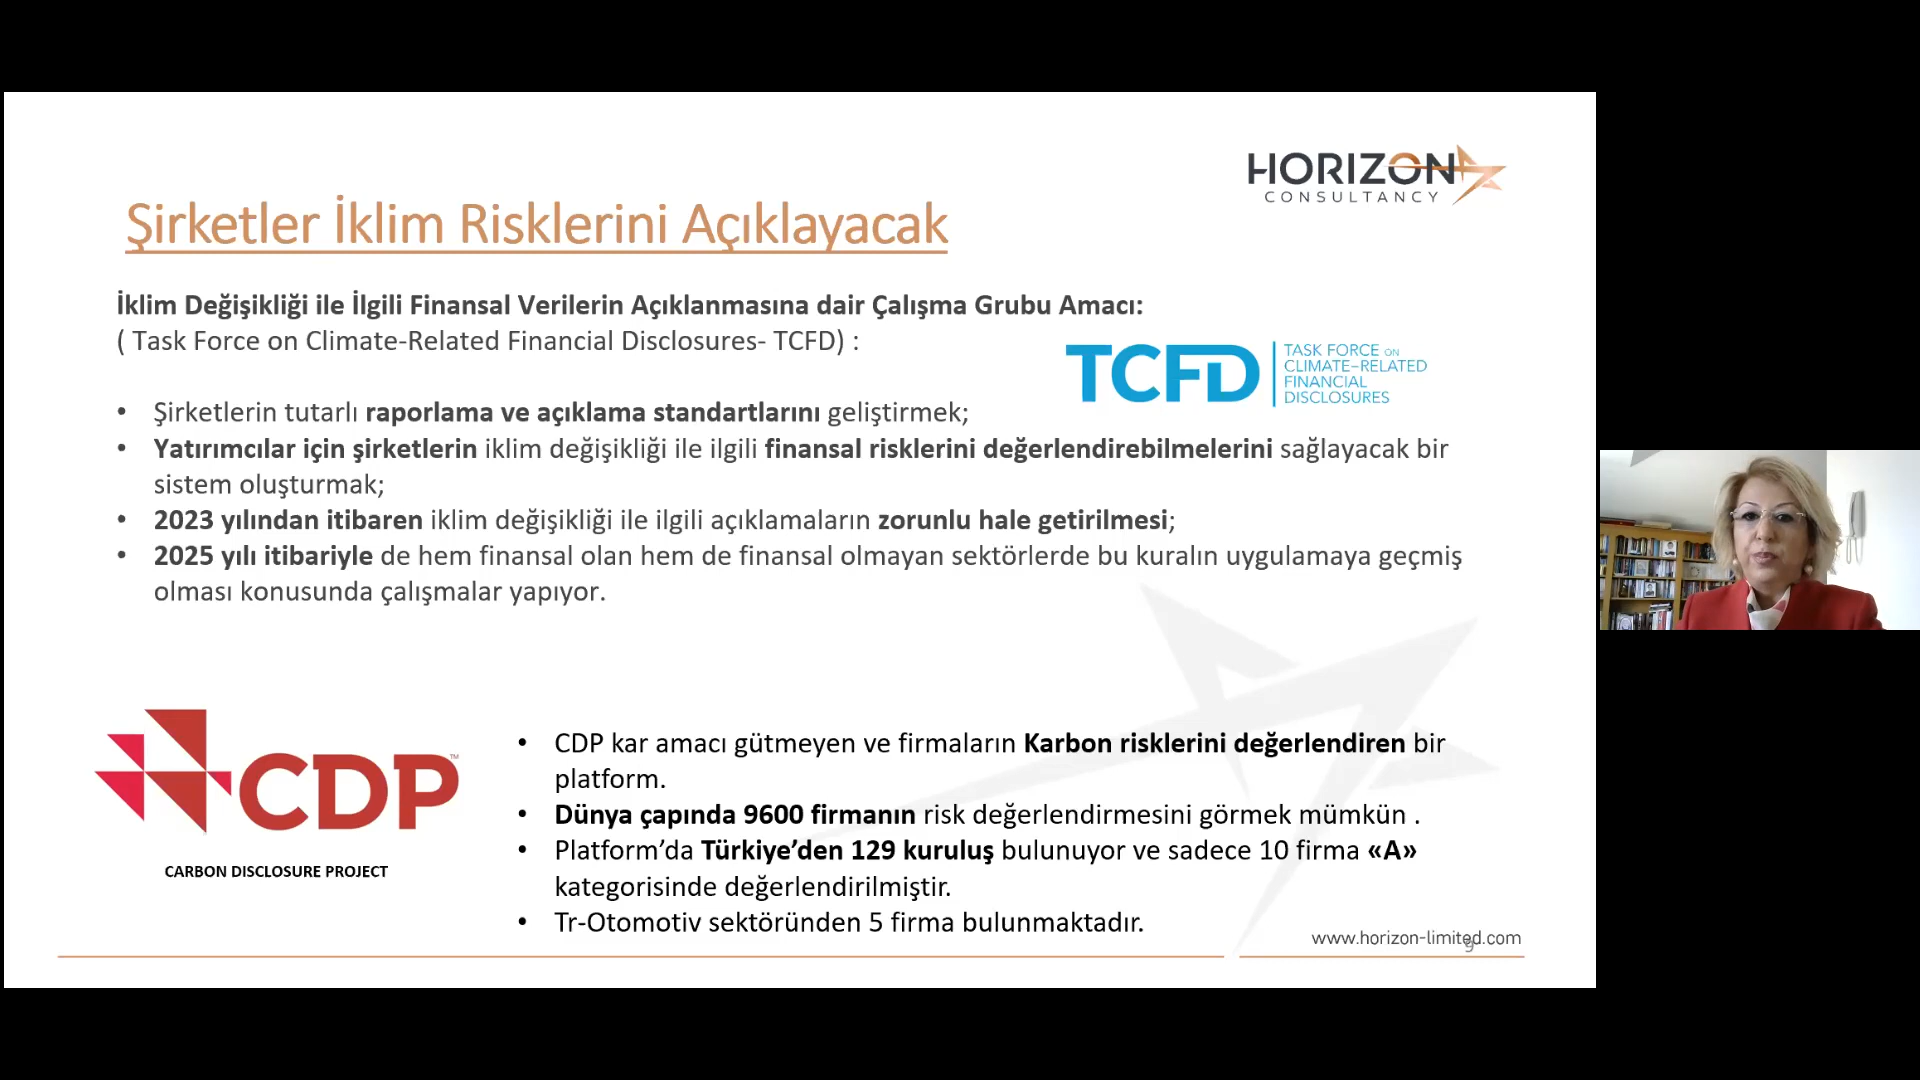 HORIZON
CONSULTANCY
Şirketler İklim Risklerini Açıklayacak
İklim Değişikliği ile İlgili Finansal Verilerin Açıklanmasına dair Çalışma Grubu Amacı:
( Task Force on Climate-Related Financial Disclosures- TCFD) :
TCFD
TASK FORCE ON
CLIMATE-RELATED
FINANCIAL
DISCLOSURES
• Şirketlerin tutarlı raporlama ve açıklama standartlarını geliştirmek;
• Yatırımcılar için şirketlerin iklim değişikliği ile ilgili finansal risklerini değerlendirebilmelerini sağlayacak bir
sistem oluşturmak;
• 2023 yılından itibaren iklim değişikliği ile ilgili açıklamaların zorunlu hale getirilmesi;
• 2025 yılı itibariyle de hem finansal olan hem de finansal olmayan sektörlerde bu kuralın uygulamaya geçmiş
olması konusunda çalışmalar yapıyor.
CDP™
CARBON DISCLOSURE PROJECT
• CDP kar amacı gütmeyen ve firmaların Karbon risklerini değerlendiren bir
platform.
• Dünya çapında 9600 firmanın risk değerlendirmesini görmek mümkün .
• Platform’da Türkiye’den 129 kuruluş bulunuyor ve sadece 10 firma «A»
kategorisinde değerlendirilmiştir.
• Tr-Otomotiv sektöründen 5 firma bulunmaktadır.
www.horizon-limited.com
9